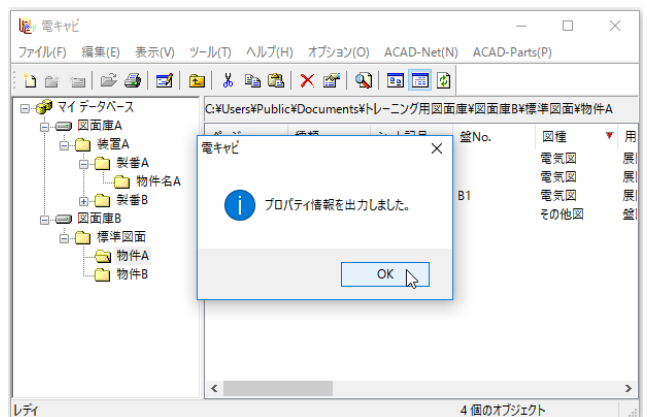 電キャビ
ファイル(F) 編集(E) 表示(V) ツール(T) ヘルプ(H) オプション(O) ACAD-Net(N) ACAD-Parts(P)
マイ データベース
図面庫A
装置A
製番A
物件名A
製番B
図面庫B
標準図面
物件A
物件B
C:¥Users¥Public¥Documents¥トレーニング用図面庫¥図面庫B¥標準図面¥物件A
盤No. 図種 用
電気図 展
電気図 展
B1 電気図 展
その他図 盤
電キャビ
プロパティ情報を出力しました。
OK
レディ
4 個のオブジェクト